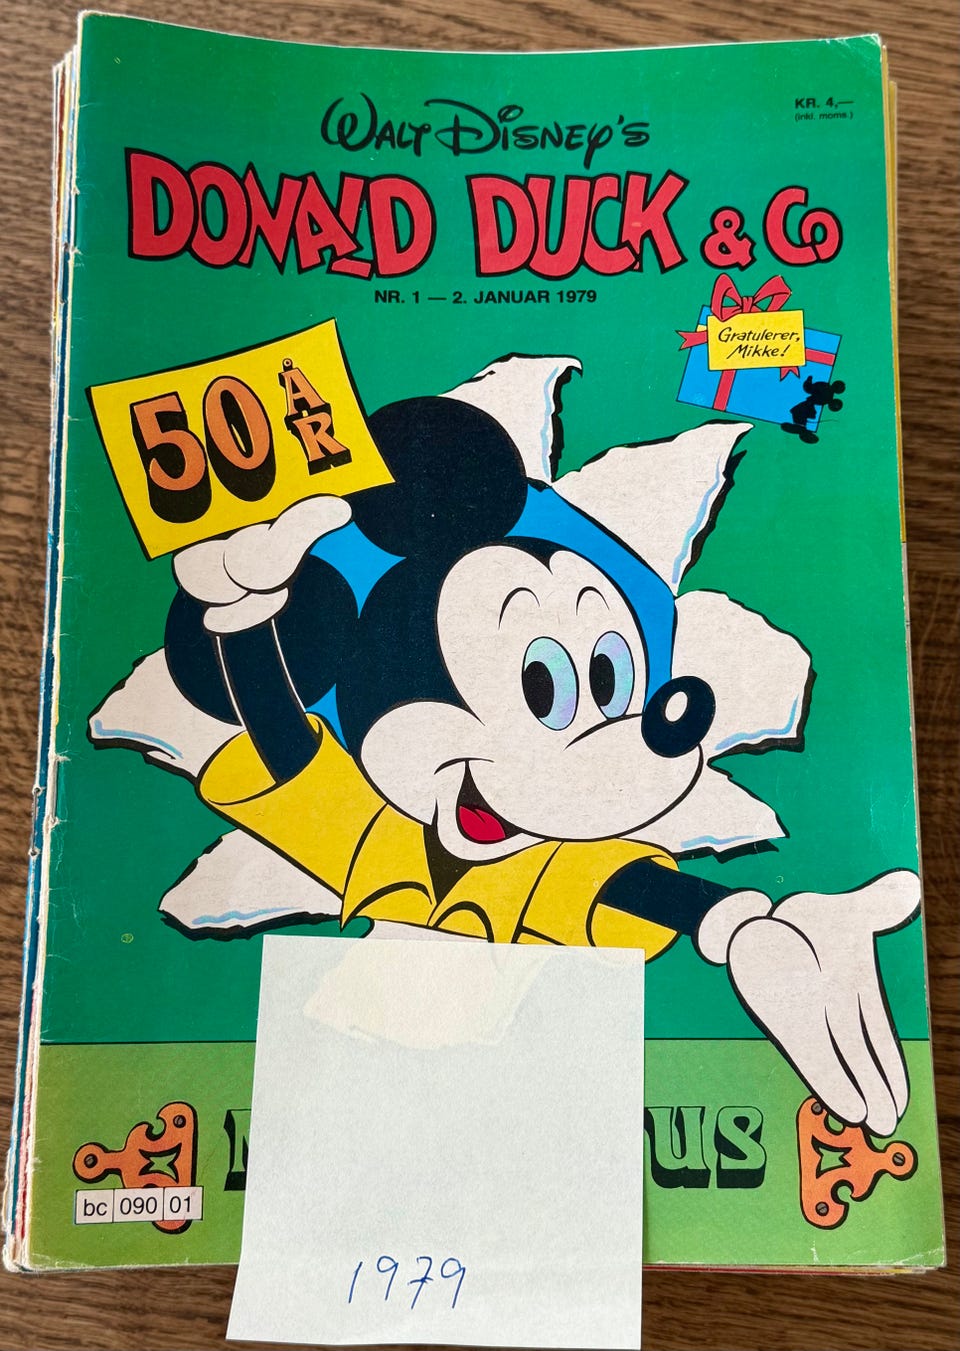 WALT DISNEY'S
KR. 4,—
(inkl. moms.)
DONALD DUCK & CO
NR. 1 — 2. JANUAR 1979
Gratulerer,
Mikke!
50 ÅR
bc 090 01
1979